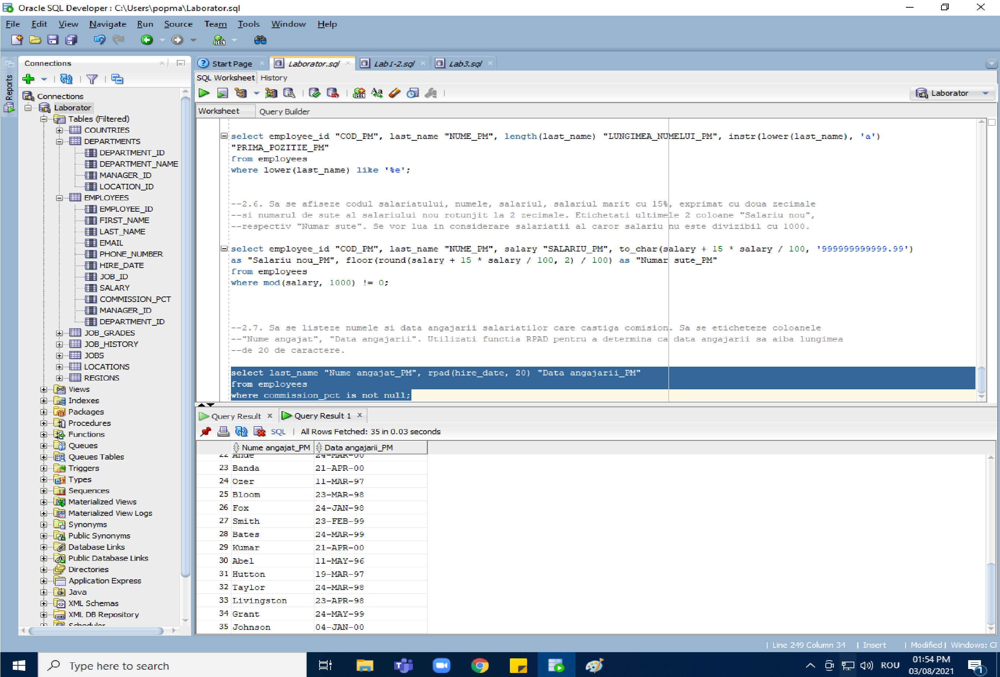 Oracle SQL Developer : C:\Users\popma\Laborator.sql
File Edit View Navigate Run Source Team Tools Window Help
Reports
Connections
Connections
Laborator
Tables (Filtered)
COUNTRIES
DEPARTMENTS
DEPARTMENT_ID
DEPARTMENT_NAME
MANAGER_ID
LOCATION_ID
EMPLOYEES
EMPLOYEE_ID
FIRST_NAME
LAST_NAME
EMAIL
PHONE_NUMBER
HIRE_DATE
JOB_ID
SALARY
COMMISSION_PCT
MANAGER_ID
DEPARTMENT_ID
JOB_GRADES
JOB_HISTORY
JOBS
LOCATIONS
REGIONS
Views
Indexes
Packages
Procedures
Functions
Queues
Queues Tables
Triggers
Types
Sequences
Materialized Views
Materialized View Logs
Synonyms
Public Synonyms
Database Links
Public Database Links
Directories
Application Express
Java
XML Schemas
XML DB Repository
Scheduler
Start Page Laborator.sql Lab1-2.sql Lab3.sql
SQL Worksheet History
Laborator
Worksheet Query Builder
select employee_id "COD_PM", last_name "NUME_PM", length(last_name) "LUNGIMEA_NUMELUI_PM", instr(lower(last_name), 'a')
"PRIMA_POZITIE_PM"
from employees
where lower(last_name) like '%e';
--2.6. Sa se afiseze codul salariatului, numele, salariul, salariul marit cu 15%, exprimat cu doua zecimale
--si numarul de sute al salariului nou rotunjit la 2 zecimale. Etichetati ultimele 2 coloane "Salariu nou",
--respectiv "Numar sute". Se vor lua in considerare salariatii al caror salariu nu este divizibil cu 1000.
select employee_id "COD_PM", last_name "NUME_PM", salary "SALARIU_PM", to_char(salary + 15 * salary / 100, '999999999999.99')
as "Salariu nou_PM", floor(round(salary + 15 * salary / 100, 2) / 100) as "Numar sute_PM"
from employees
where mod(salary, 1000) != 0;
--2.7. Sa se listeze numele si data angajarii salariatilor care castiga comision. Sa se eticheteze coloanele
--"Nume angajat", "Data angajarii". Utilizati functia RPAD pentru a determina ca data angajarii sa aiba lungimea
--de 20 de caractere.
select last_name "Nume angajat_PM", rpad(hire_date, 20) "Data angajarii_PM"
from employees
where commission_pct is not null;
Query Result Query Result 1
SQL | All Rows Fetched: 35 in 0.03 seconds
Nume angajat_PM Data angajarii_PM
22 Ande 24-MAR-00
23 Banda 21-APR-00
24 Ozer 11-MAR-97
25 Bloom 23-MAR-98
26 Fox 24-JAN-98
27 Smith 23-FEB-99
28 Bates 24-MAR-99
29 Kumar 21-APR-00
30 Abel 11-MAY-96
31 Hutton 19-MAR-97
32 Taylor 24-MAR-98
33 Livingston 23-APR-98
34 Grant 24-MAY-99
35 Johnson 04-JAN-00
| Line 249 Column 34 | Insert | Modified | Windows: CF
Type here to search
ROU
01:54 PM
03/08/2021
1